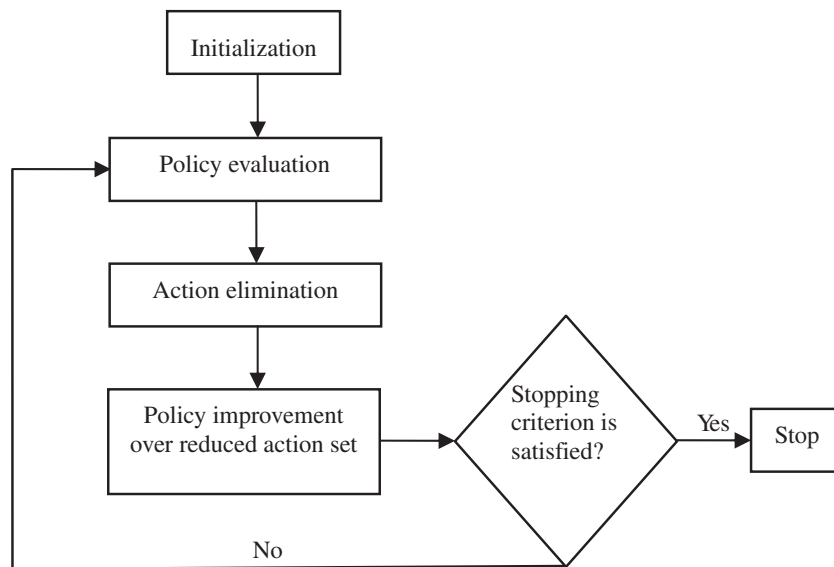 Initialization
Policy evaluation
Action elimination
Policy improvement
over reduced action set
Stopping
criterion is
satisfied?
Yes
Stop
No